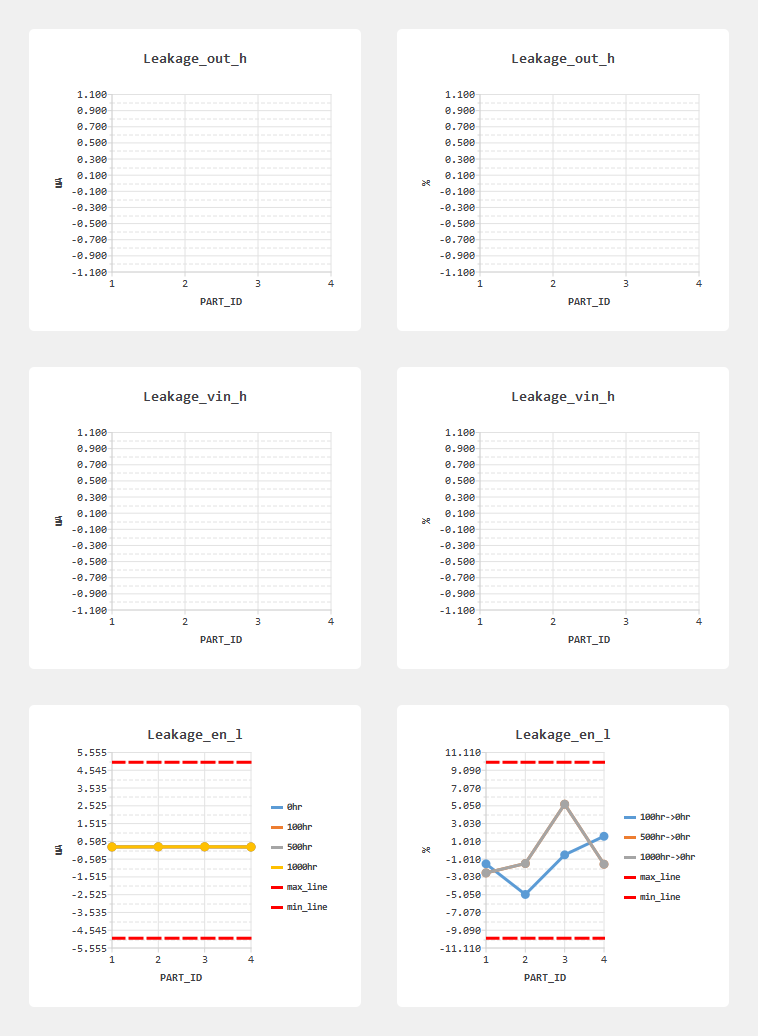 Leakage_out_h
1.100
0.900
0.700
0.500
0.300
0.100
-0.100
-0.300
-0.500
-0.700
-0.900
-1.100
1 2 3 4
PART_ID
Leakage_out_h
1.100
0.900
0.700
0.500
0.300
0.100
-0.100
-0.300
-0.500
-0.700
-0.900
-1.100
%
1 2 3 4
PART_ID
Leakage_vin_h
1.100
0.900
0.700
0.500
0.300
0.100
-0.100
-0.300
-0.500
-0.700
-0.900
-1.100
1 2 3 4
PART_ID
Leakage_vin_h
1.100
0.900
0.700
0.500
0.300
0.100
-0.100
-0.300
-0.500
-0.700
-0.900
-1.100
%
1 2 3 4
PART_ID
Leakage_en_l
5.555
4.545
3.535
2.525
1.515
0.505
-0.505
-1.515
-2.525
-3.535
-4.545
-5.555
1 2 3 4
PART_ID
0hr
100hr
500hr
1000hr
max_line
min_line
Leakage_en_l
11.110
9.090
7.070
5.050
3.030
1.010
-1.010
-3.030
-5.050
-7.070
-9.090
-11.110
%
1 2 3 4
PART_ID
100hr->0hr
500hr->0hr
1000hr->0hr
max_line
min_line